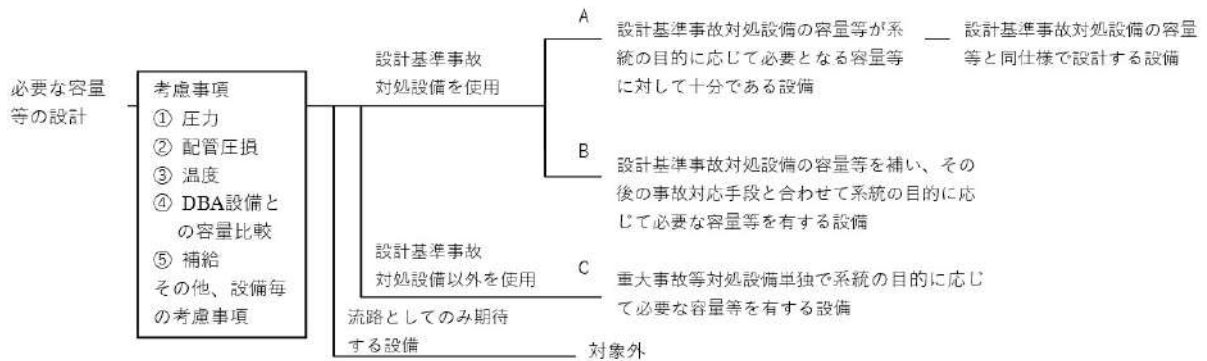 必要な容量
等の設計
考慮事項
① 圧力
② 配管圧損
③ 温度
④ DBA設備と
の容量比較
⑤ 補給
その他、設備毎
の考慮事項
設計基準事故
対処設備を使用
A
設計基準事故対処設備の容量等が系
統の目的に応じて必要となる容量等
に対して十分である設備
設計基準事故対処設備の容量
等と同仕様で設計する設備
B
設計基準事故対処設備の容量等を補い、その
後の事故対応手段と合わせて系統の目的に応
じて必要な容量等を有する設備
設計基準事故
対処設備以外を使用
C
重大事故等対処設備単独で系統の目的に応じ
て必要な容量等を有する設備
流路としてのみ期待
する設備
対象外